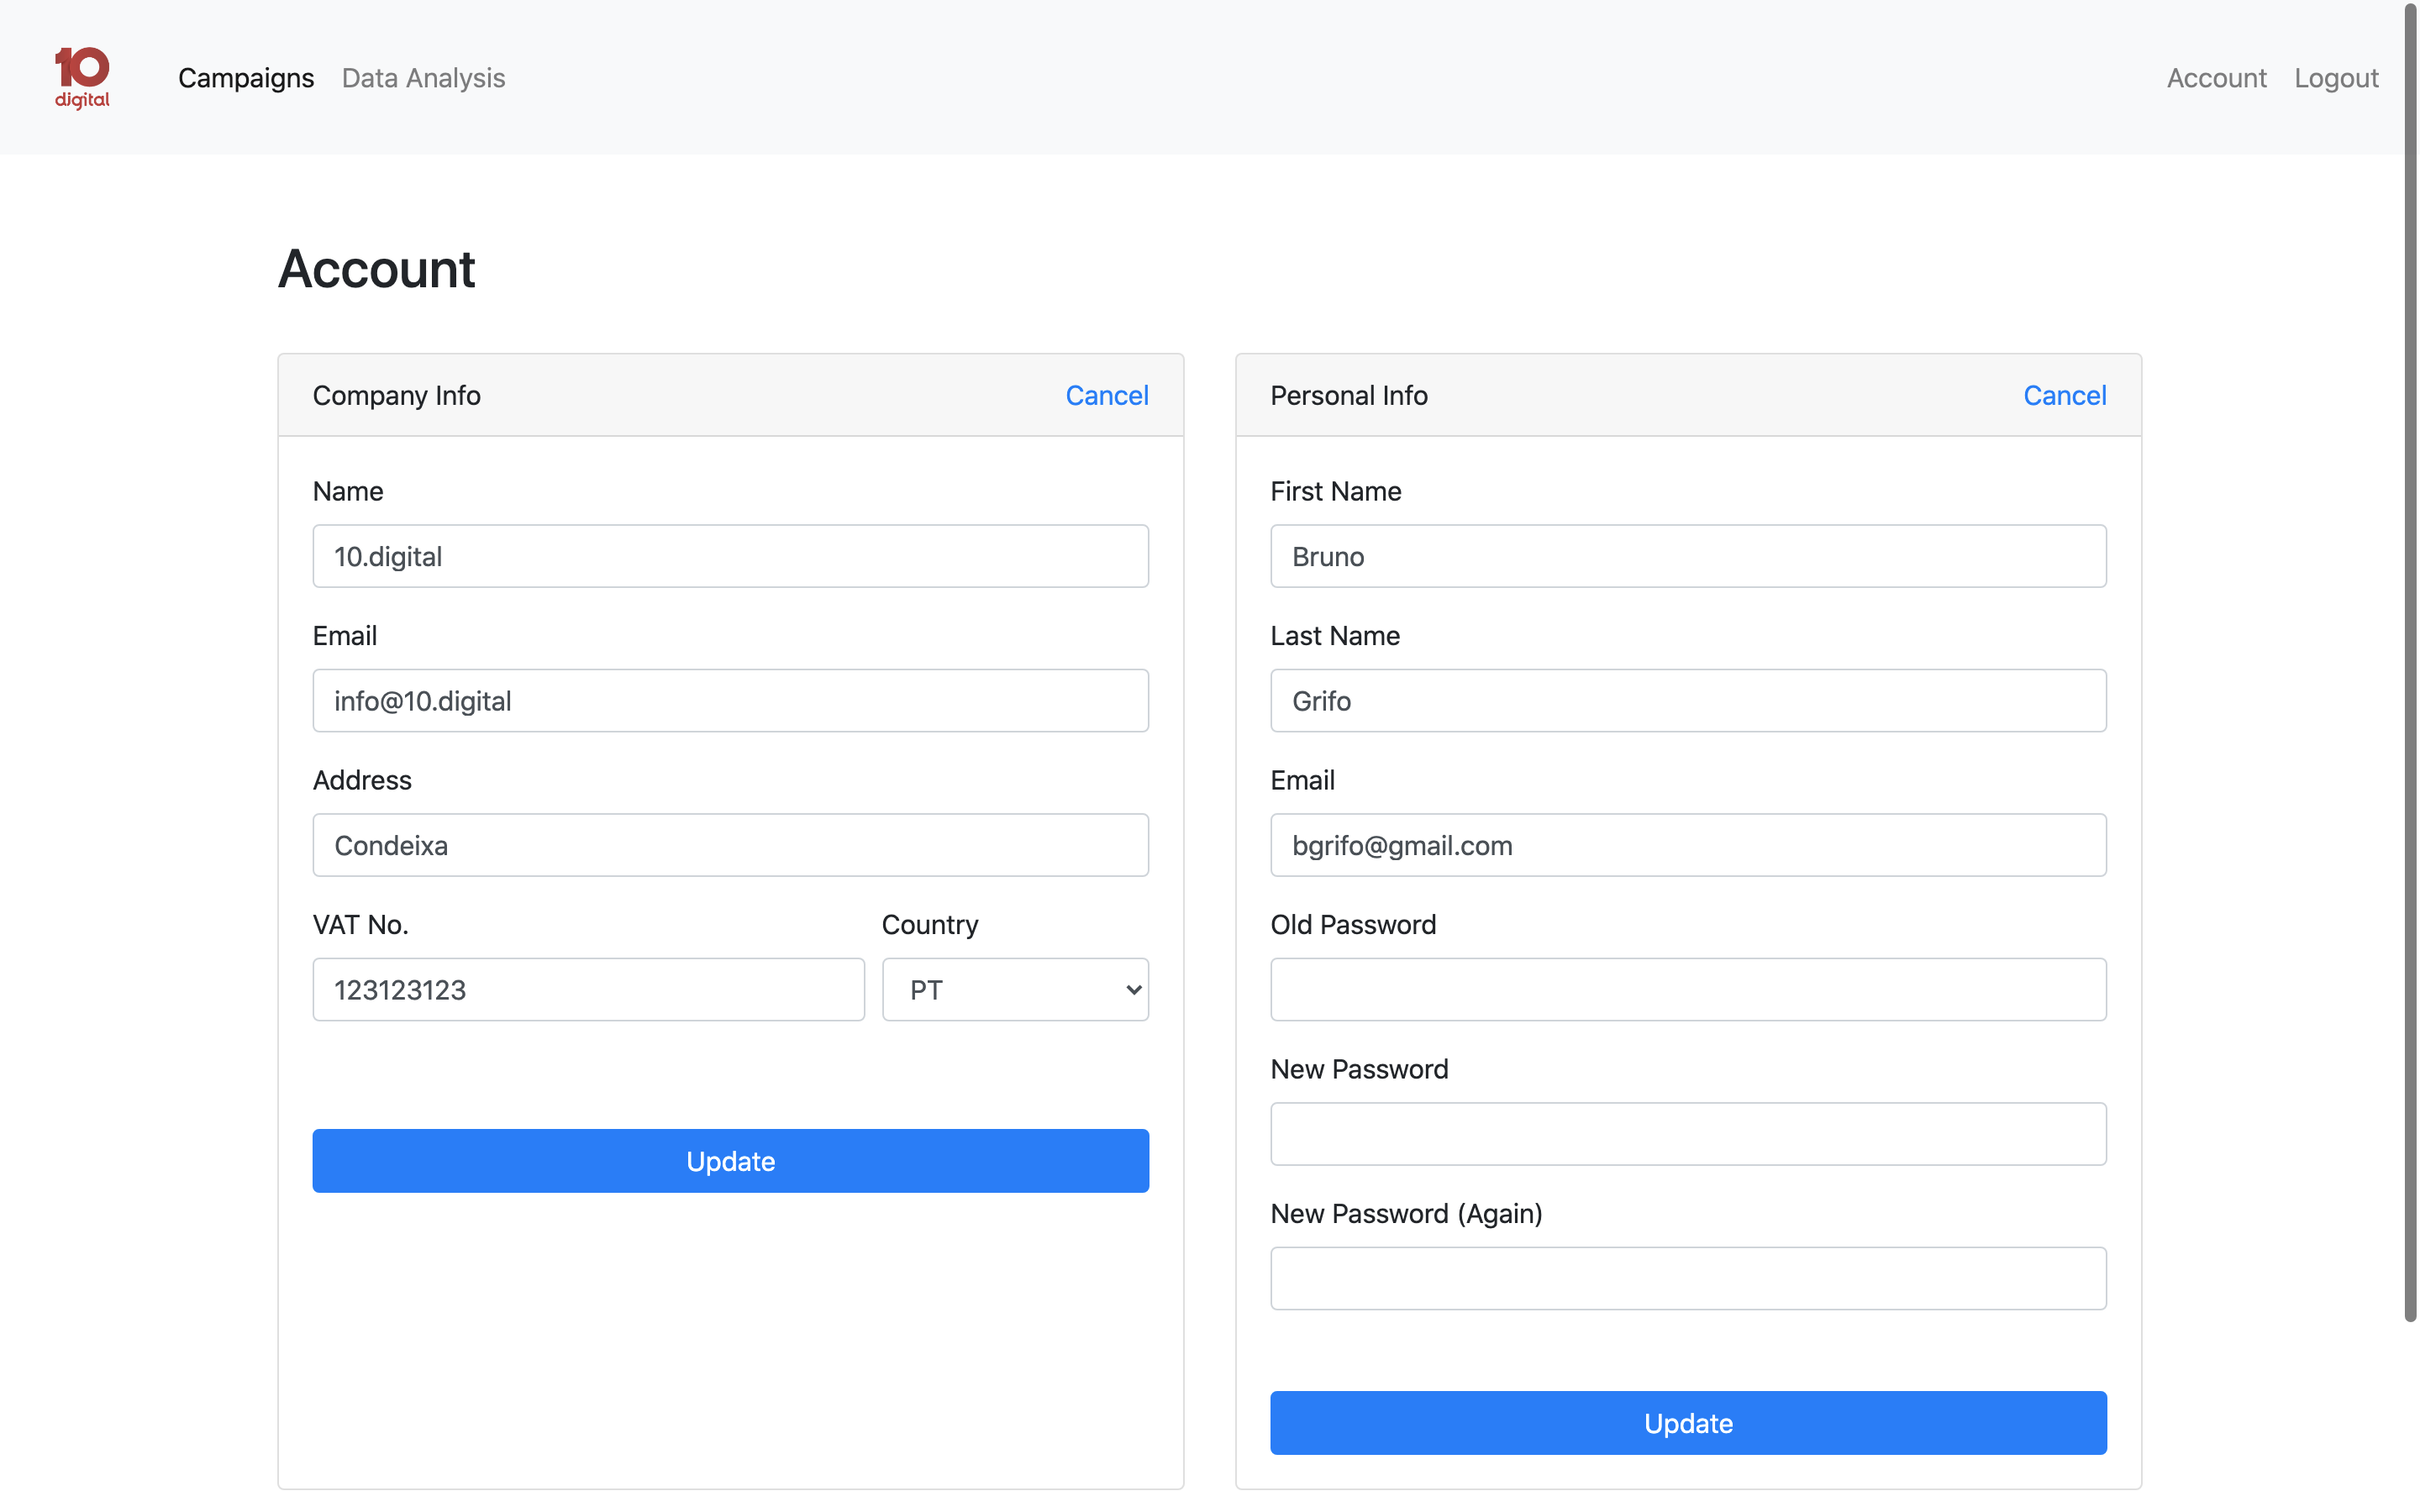 10
digital
Campaigns Data Analysis Account Logout
Account
Company Info Cancel
Name
10.digital
Email
info@10.digital
Address
Condeixa
VAT No. Country
123123123 PT
Update
Personal Info Cancel
First Name
Bruno
Last Name
Grifo
Email
bgrifo@gmail.com
Old Password
New Password
New Password (Again)
Update